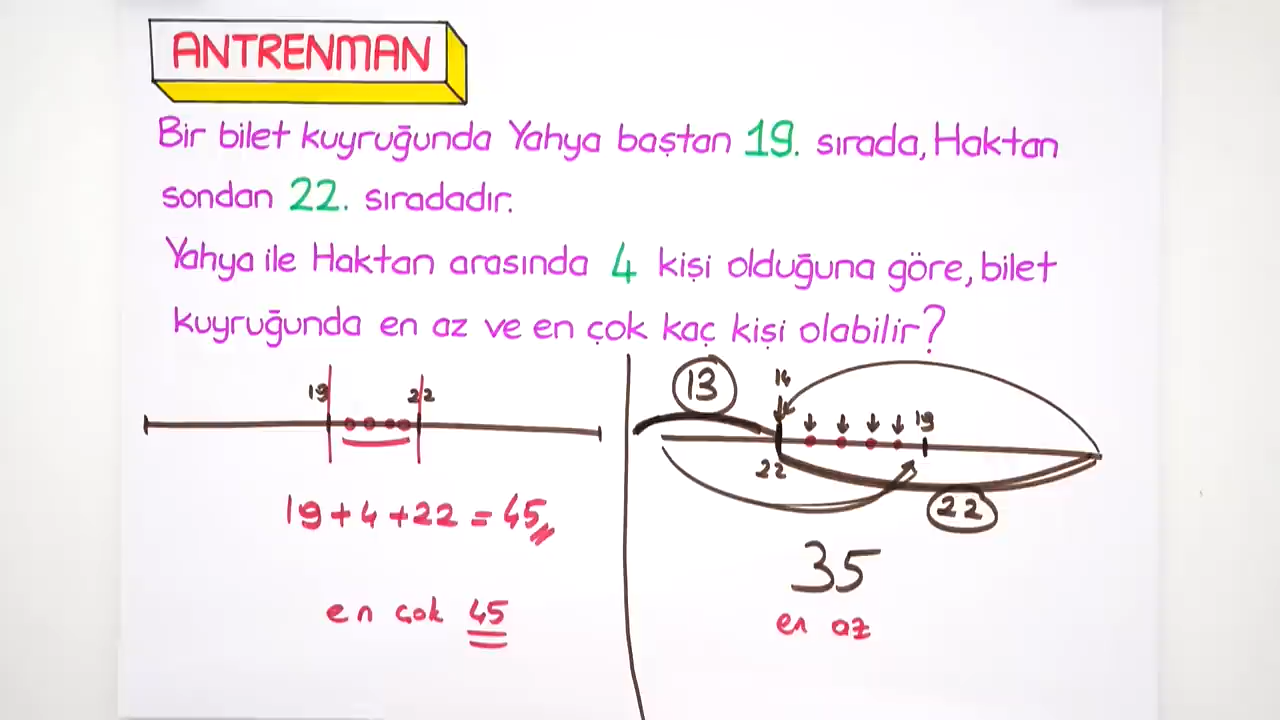 ANTRENMAN
Bir bilet kuyruğunda Yahya baştan 19. sırada, Haktan
sondan 22. sıradadır.
Yahya ile Haktan arasında 4 kişi olduğuna göre, bilet
kuyruğunda en az ve en çok kaç kişi olabilir?
19 22
19+4+22=45
en çok 45
13 14 19
22
22
35
en az